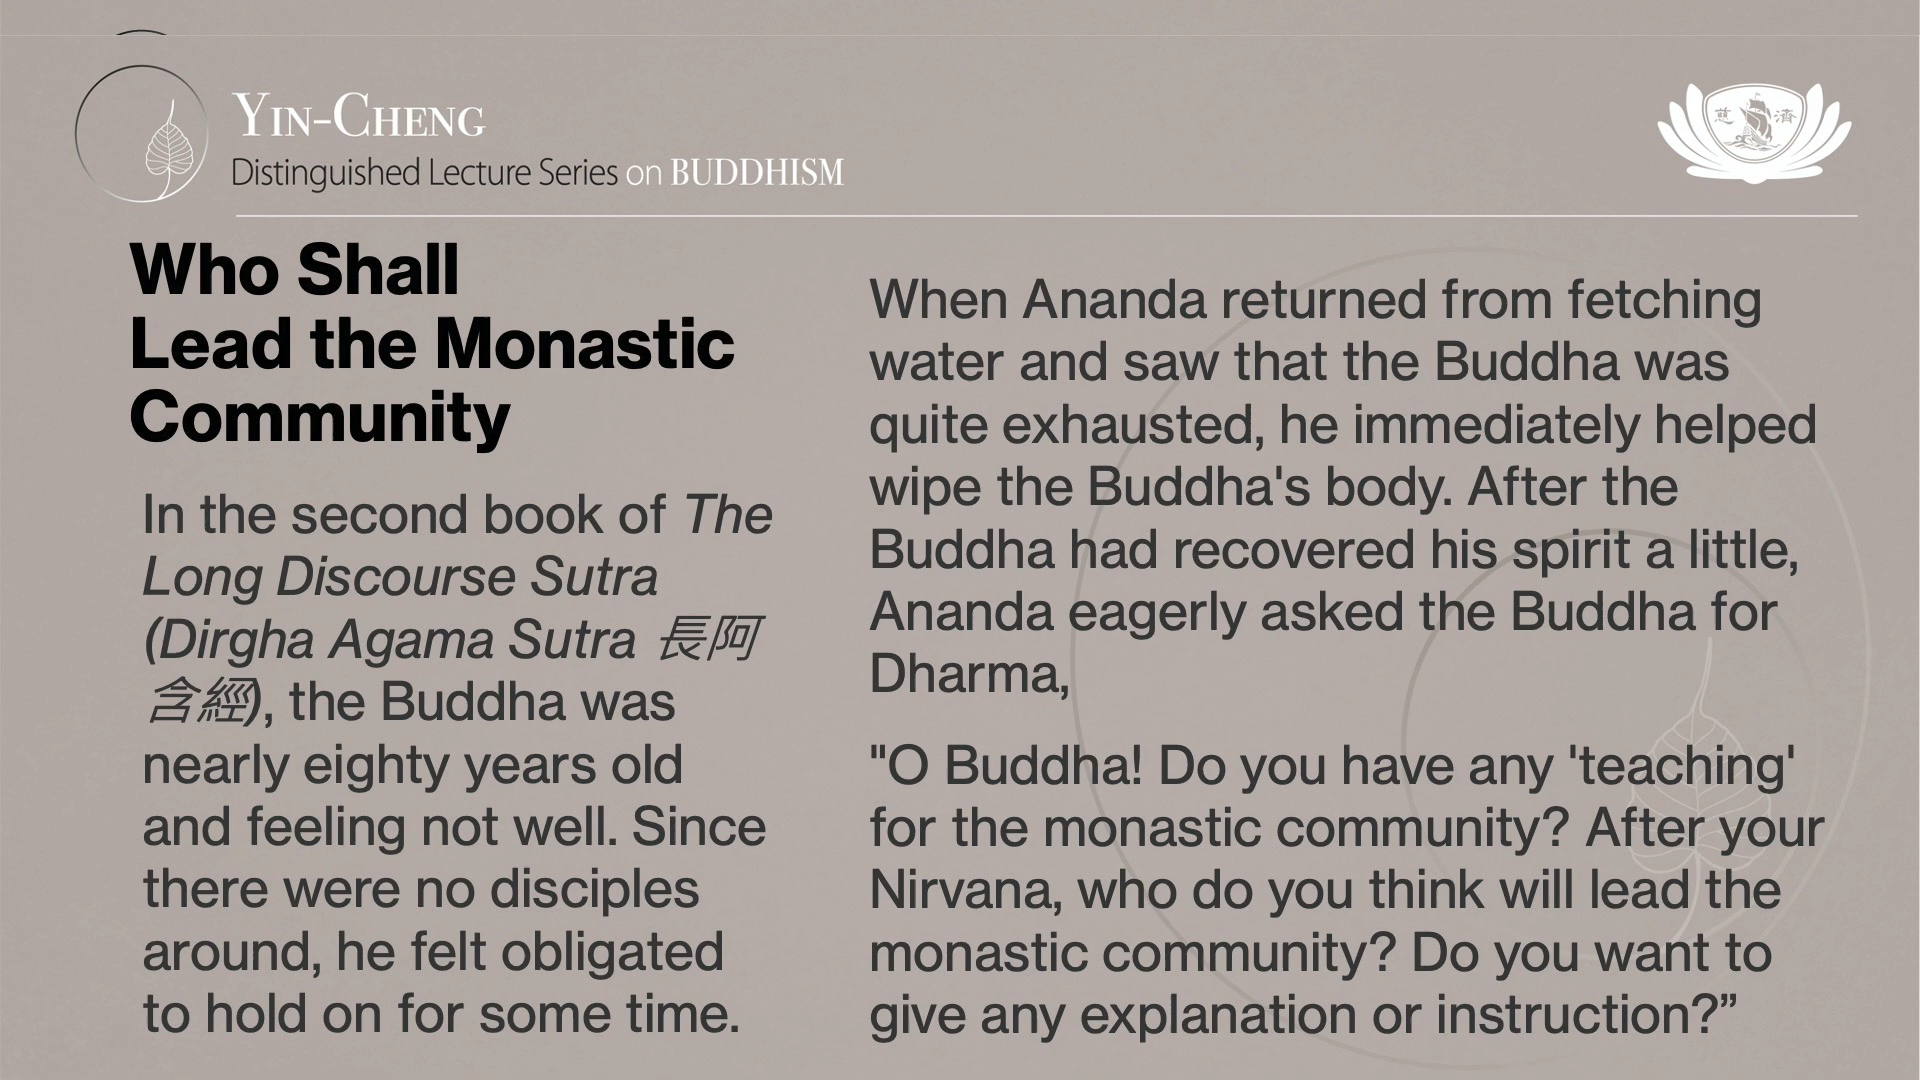 YIN-CHENG
Distinguished Lecture Series on BUDDHISM
慈 濟
Who Shall
Lead the Monastic
Community
In the second book of The
Long Discourse Sutra
(Dirgha Agama Sutra 長阿
含經), the Buddha was
nearly eighty years old
and feeling not well. Since
there were no disciples
around, he felt obligated
to hold on for some time.
When Ananda returned from fetching
water and saw that the Buddha was
quite exhausted, he immediately helped
wipe the Buddha's body. After the
Buddha had recovered his spirit a little,
Ananda eagerly asked the Buddha for
Dharma,
"O Buddha! Do you have any 'teaching'
for the monastic community? After your
Nirvana, who do you think will lead the
monastic community? Do you want to
give any explanation or instruction?”